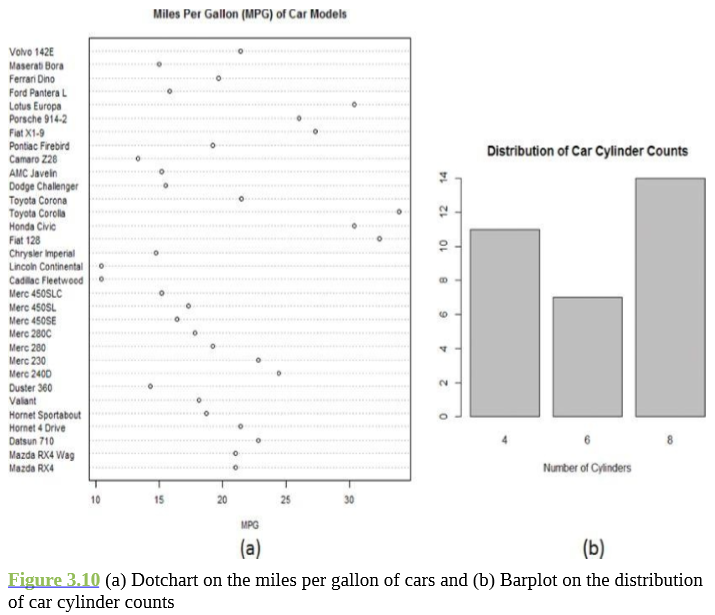 Miles Per Gallon (MPG) of Car Models
Volvo 142E
Maserati Bora
Ferrari Dino
Ford Pantera L
Lotus Europa
Porsche 914-2
Fiat X1-9
Pontiac Firebird
Camaro Z28
AMC Javelin
Dodge Challenger
Toyota Corona
Toyota Corolla
Honda Civic
Fiat 128
Chrysler Imperial
Lincoln Continental
Cadillac Fleetwood
Merc 450SLC
Merc 450SL
Merc 450SE
Merc 280C
Merc 280
Merc 230
Merc 240D
Duster 360
Valiant
Hornet Sportabout
Hornet 4 Drive
Datsun 710
Mazda RX4 Wag
Mazda RX4
10 15 20 25 30
MPG
(a)
Distribution of Car Cylinder Counts
14
12
10
8
6
4
2
0
4 6 8
Number of Cylinders
(b)
Figure 3.10 (a) Dotchart on the miles per gallon of cars and (b) Barplot on the distribution
of car cylinder counts